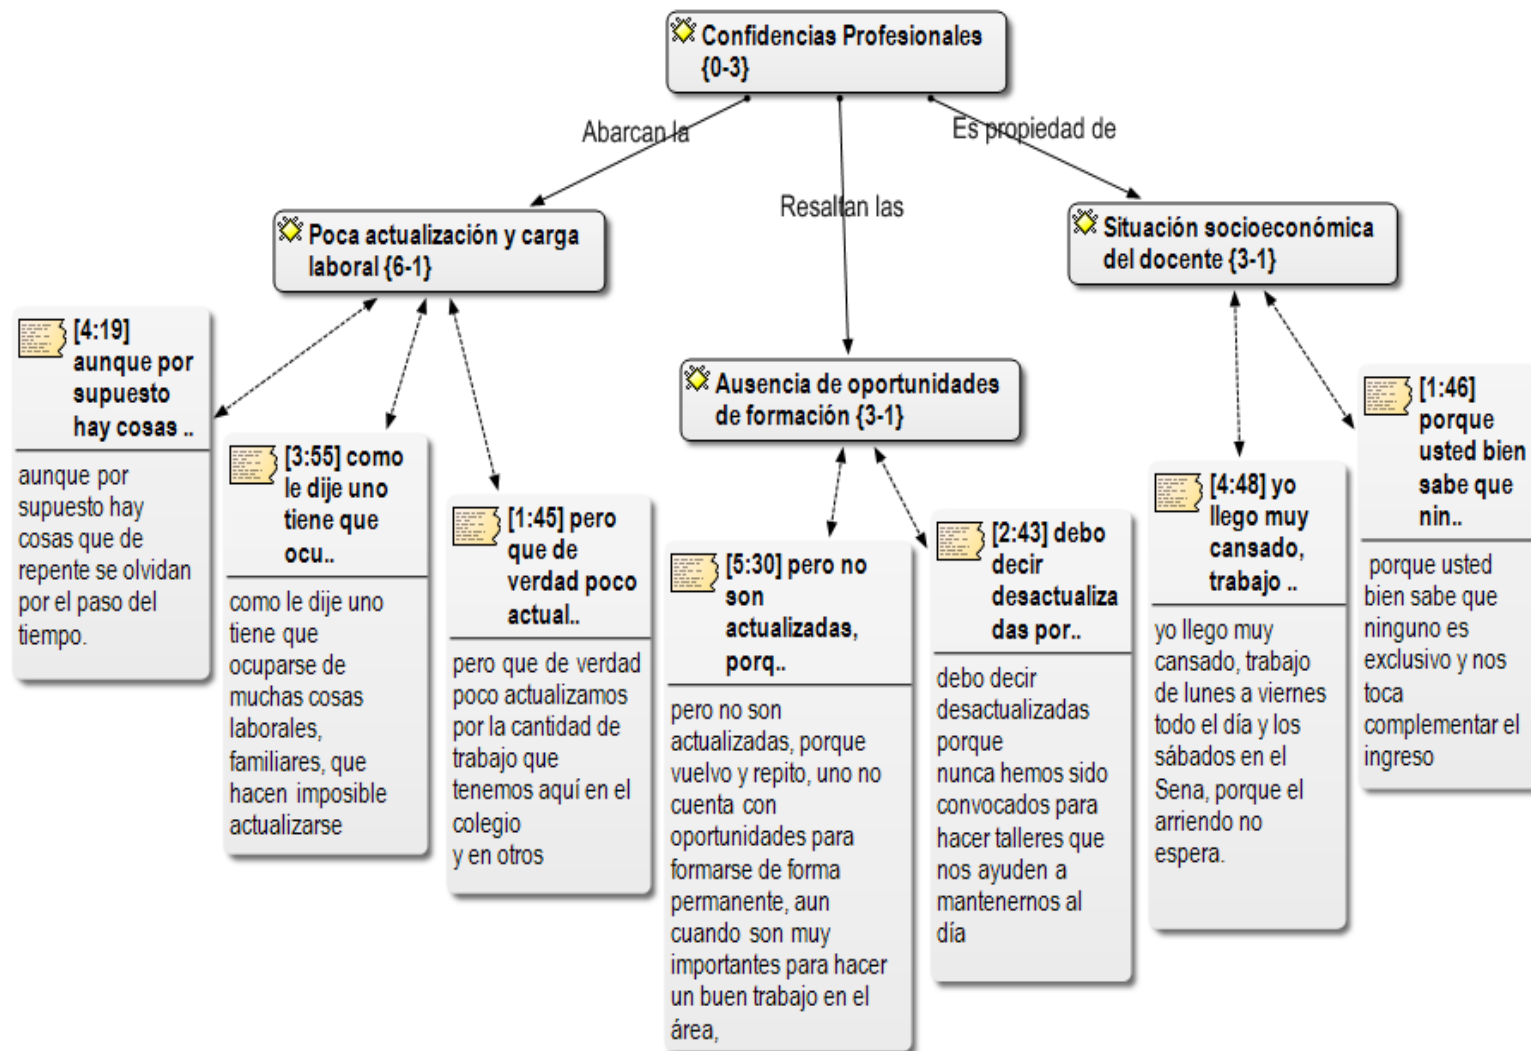 Confidencias Profesionales
{0-3}
Abarcan la
Es propiedad de
Resaltan las
Poca actualización y carga
laboral {6-1}
Situación socioeconómica
del docente {3-1}
Ausencia de oportunidades
de formación {3-1}
[4:19]
aunque por
supuesto
hay cosas ..
aunque por
supuesto hay
cosas que de
repente se olvidan
por el paso del
tiempo.
[3:55] como
le dije uno
tiene que
ocu..
como le dije uno
tiene que
ocuparse de
muchas cosas
laborales,
familiares, que
hacen imposible
actualizarse
[1:45] pero
que de
verdad poco
actual..
pero que de verdad
poco actualizamos
por la cantidad de
trabajo que
tenemos aquí en el
colegio
y en otros
[5:30] pero no
son
actualizadas,
porq..
pero no son
actualizadas, porque
vuelvo y repito, uno no
cuenta con
oportunidades para
formarse de forma
permanente, aun
cuando son muy
importantes para hacer
un buen trabajo en el
área,
[2:43] debo
decir
desactualiza
das por..
debo decir
desactualizadas
porque
nunca hemos sido
convocados para
hacer talleres que
nos ayuden a
mantenernos al
día
[4:48] yo
llego muy
cansado,
trabajo ..
yo llego muy
cansado, trabajo
de lunes a viernes
todo el día y los
sábados en el
Sena, porque el
arriendo no
espera.
[1:46]
porque
usted bien
sabe que
nin..
porque usted
bien sabe que
ninguno es
exclusivo y nos
toca
complementar el
ingreso